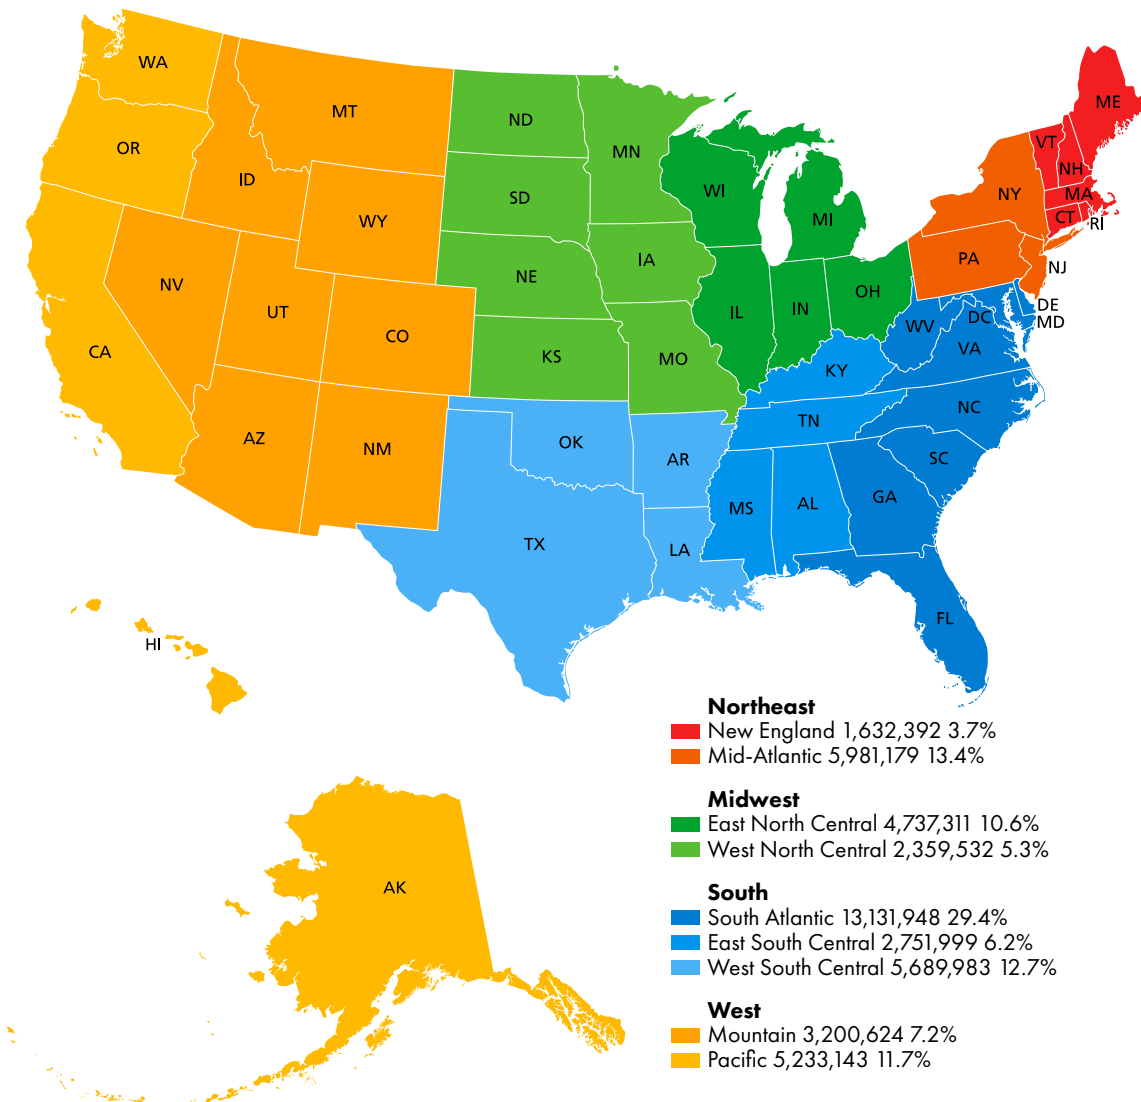 WA
ME
MT
ND
VT
OR
MN
NH
ID
WI
NY
MA
SD
WY
MI
CT
RI
IA
PA
NJ
NE
NV
OH
UT
IL
IN
DE
CO
WV
DC
MD
CA
KS
MO
VA
KY
NC
TN
AZ
NM
OK
AR
SC
MS
AL
GA
TX
LA
FL
HI
Northeast
New England 1,632,392 3.7%
Mid-Atlantic 5,981,179 13.4%
Midwest
East North Central 4,737,311 10.6%
West North Central 2,359,532 5.3%
AK
South
South Atlantic 13,131,948 29.4%
East South Central 2,751,999 6.2%
West South Central 5,689,983 12.7%
West
Mountain 3,200,624 7.2%
Pacific 5,233,143 11.7%